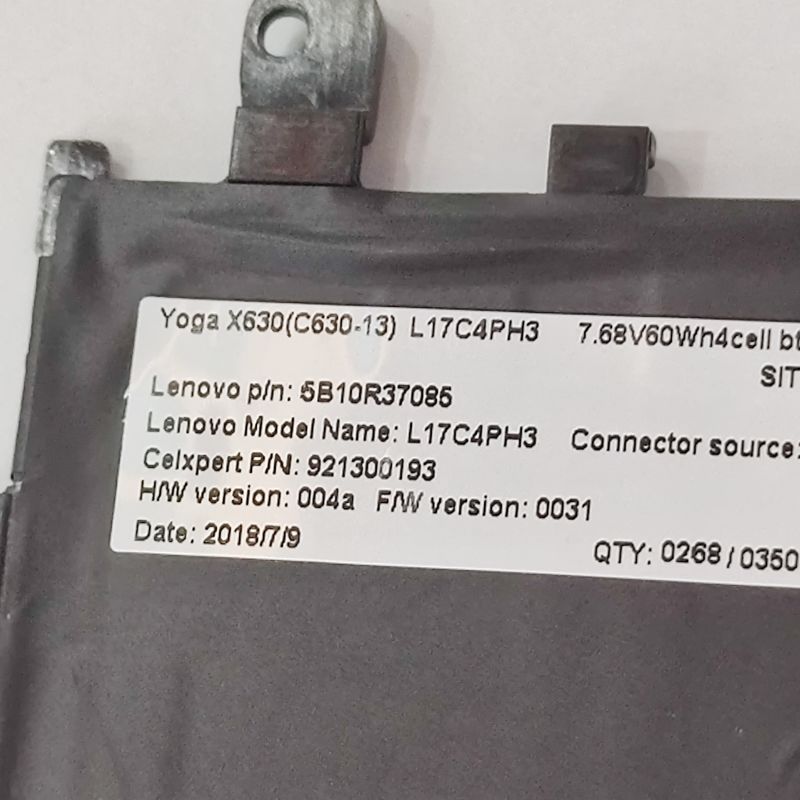 Yoga X630(C630-13) L17C4PH3 7.68V60Wh4cell
SIT
Lenovo p/n: 5B10R37085
Lenovo Model Name: L17C4PH3 Connector source:
Celxpert P/N: 921300193
H/W version: 004a F/W version: 0031
Date: 2018/7/9
QTY: 0268 / 0350